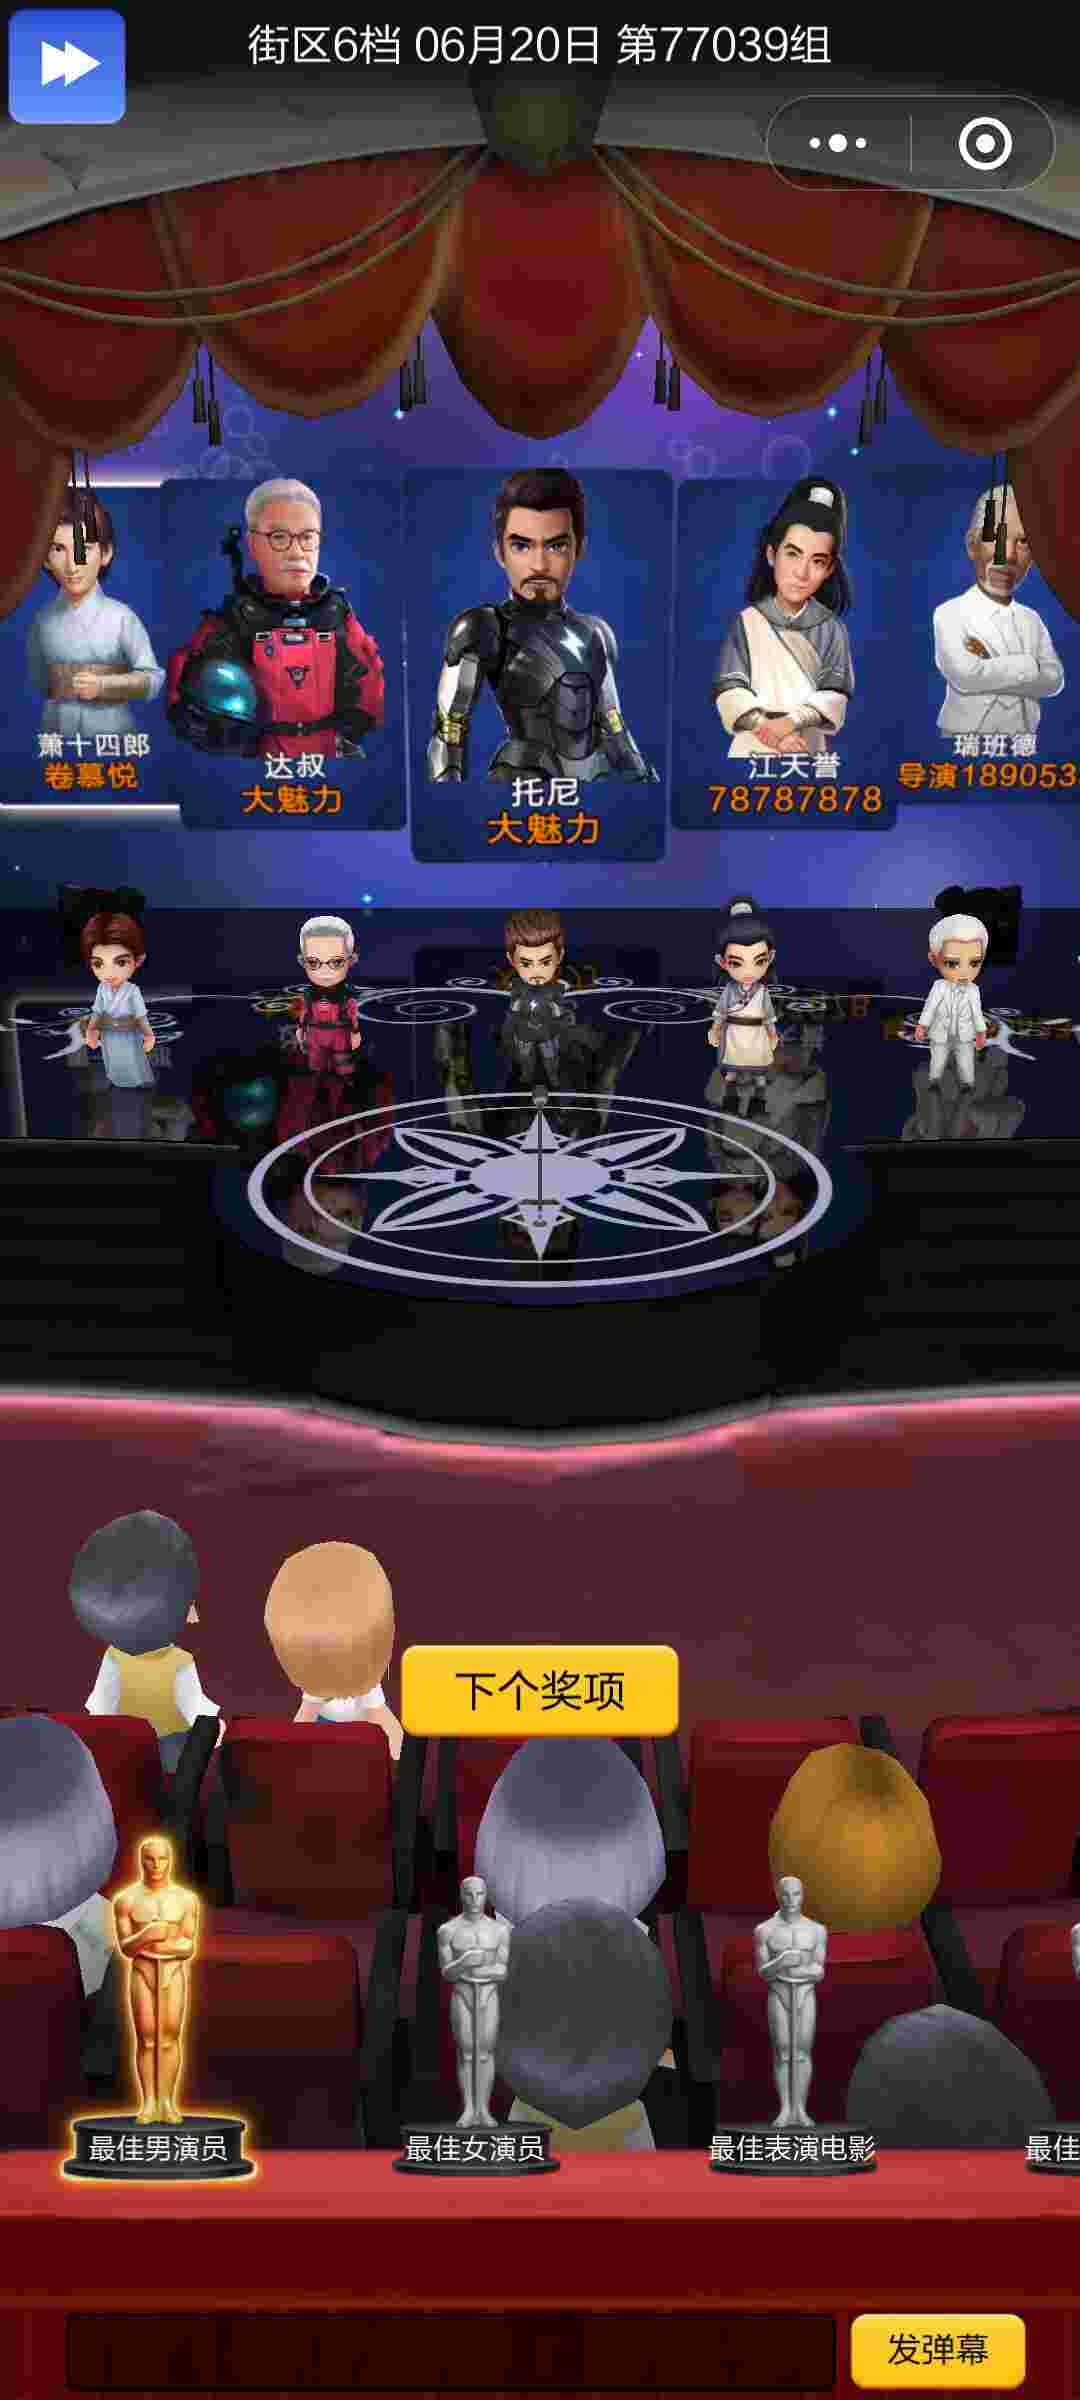 街区6档 06月20日 第77039组
萧十四郎
卷慕悦
达叔
大魅力
托尼
大魅力
江天誉
78787878
瑞班德
导演189053
下个奖项
最佳男演员
最佳女演员
最佳表演电影
最佳
发弹幕